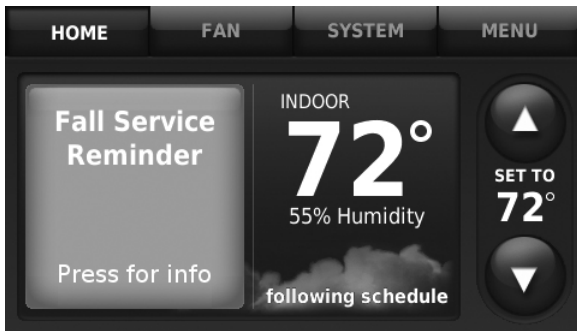 HOME
FAN
SYSTEM
MENU
Fall Service
Reminder
Press for info
INDOOR
72°
55% Humidity
following schedule
SET TO
72°